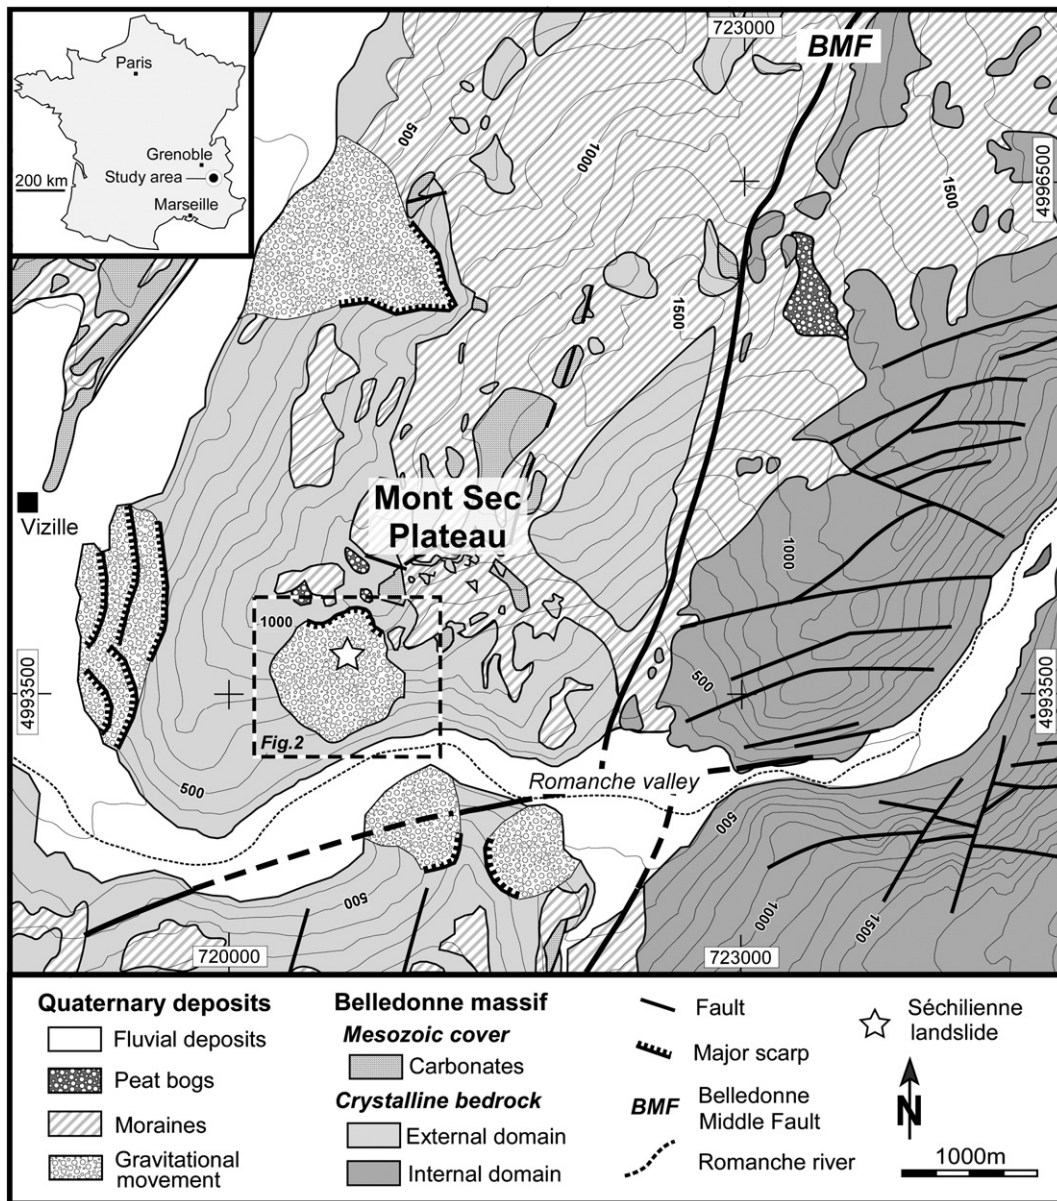 Paris
Grenoble
Study area
200 km
Marseille
723000
BMF
500
1000
1500
4996500
1500
Vizille
Mont Sec
Plateau
1000
1000
4993500
500
4993500
Fig.2
500
Romanche valley
500
500
1000
1500
720000
723000
Quaternary deposits
Fluvial deposits
Peat bogs
Moraines
Gravitational
movement
Belledonne massif
Mesozoic cover
Carbonates
Crystalline bedrock
External domain
Internal domain
Fault
Major scarp
BMF
Belledonne
Middle Fault
Romanche river
Séchilienne
landslide
N
1000m